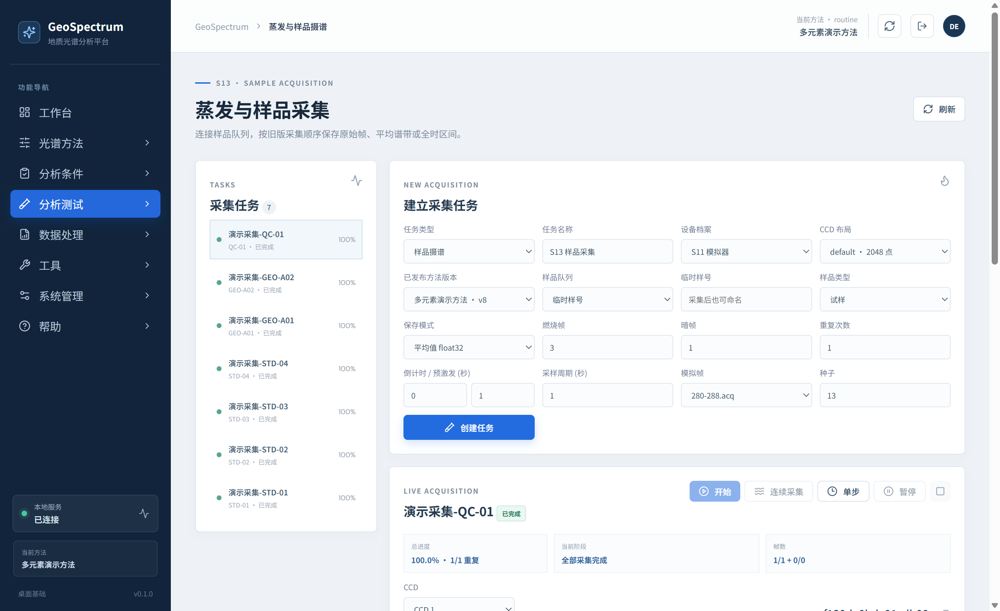 GeoSpectrum
地质光谱分析平台
功能导航
工作台
光谱方法
分析条件
分析测试
数据处理
工具
系统管理
帮助
本地服务
已连接
当前方法
多元素演示方法
桌面基础 v0.1.0
GeoSpectrum 蒸发与样品摄谱
当前方法 • routine
多元素演示方法
DE
S13 • SAMPLE ACQUISITION
蒸发与样品采集
连接样品队列，按旧版采集顺序保存原始帧、平均谱带或全时区间。
刷新
TASKS
采集任务 7
演示采集-QC-01
QC-01 • 已完成
100%
演示采集-GEO-A02
GEO-A02 • 已完成
100%
演示采集-GEO-A01
GEO-A01 • 已完成
100%
演示采集-STD-04
STD-04 • 已完成
100%
演示采集-STD-03
STD-03 • 已完成
100%
演示采集-STD-02
STD-02 • 已完成
100%
演示采集-STD-01
STD-01 • 已完成
100%
NEW ACQUISITION
建立采集任务
任务类型 任务名称 设备档案 CCD 布局
样品摄谱 S13 样品采集 S11 模拟器 default • 2048 点
已发布方法版本 样品队列 临时样号 样品类型
多元素演示方法 • v8 临时样号 采集后也可命名 试样
保存模式 燃烧帧 暗帧 重复次数
平均值 float32 3 1 1
倒计时 / 预激发 (秒) 采样周期 (秒) 模拟帧 种子
0 1 1 280-288.acq 13
创建任务
LIVE ACQUISITION
演示采集-QC-01 已完成
开始 连续采集 单步 暂停
总进度 当前阶段 帧数
100.0% • 1/1 重复 全部采集完成 1/1 + 0/0
CCD
CCD 1